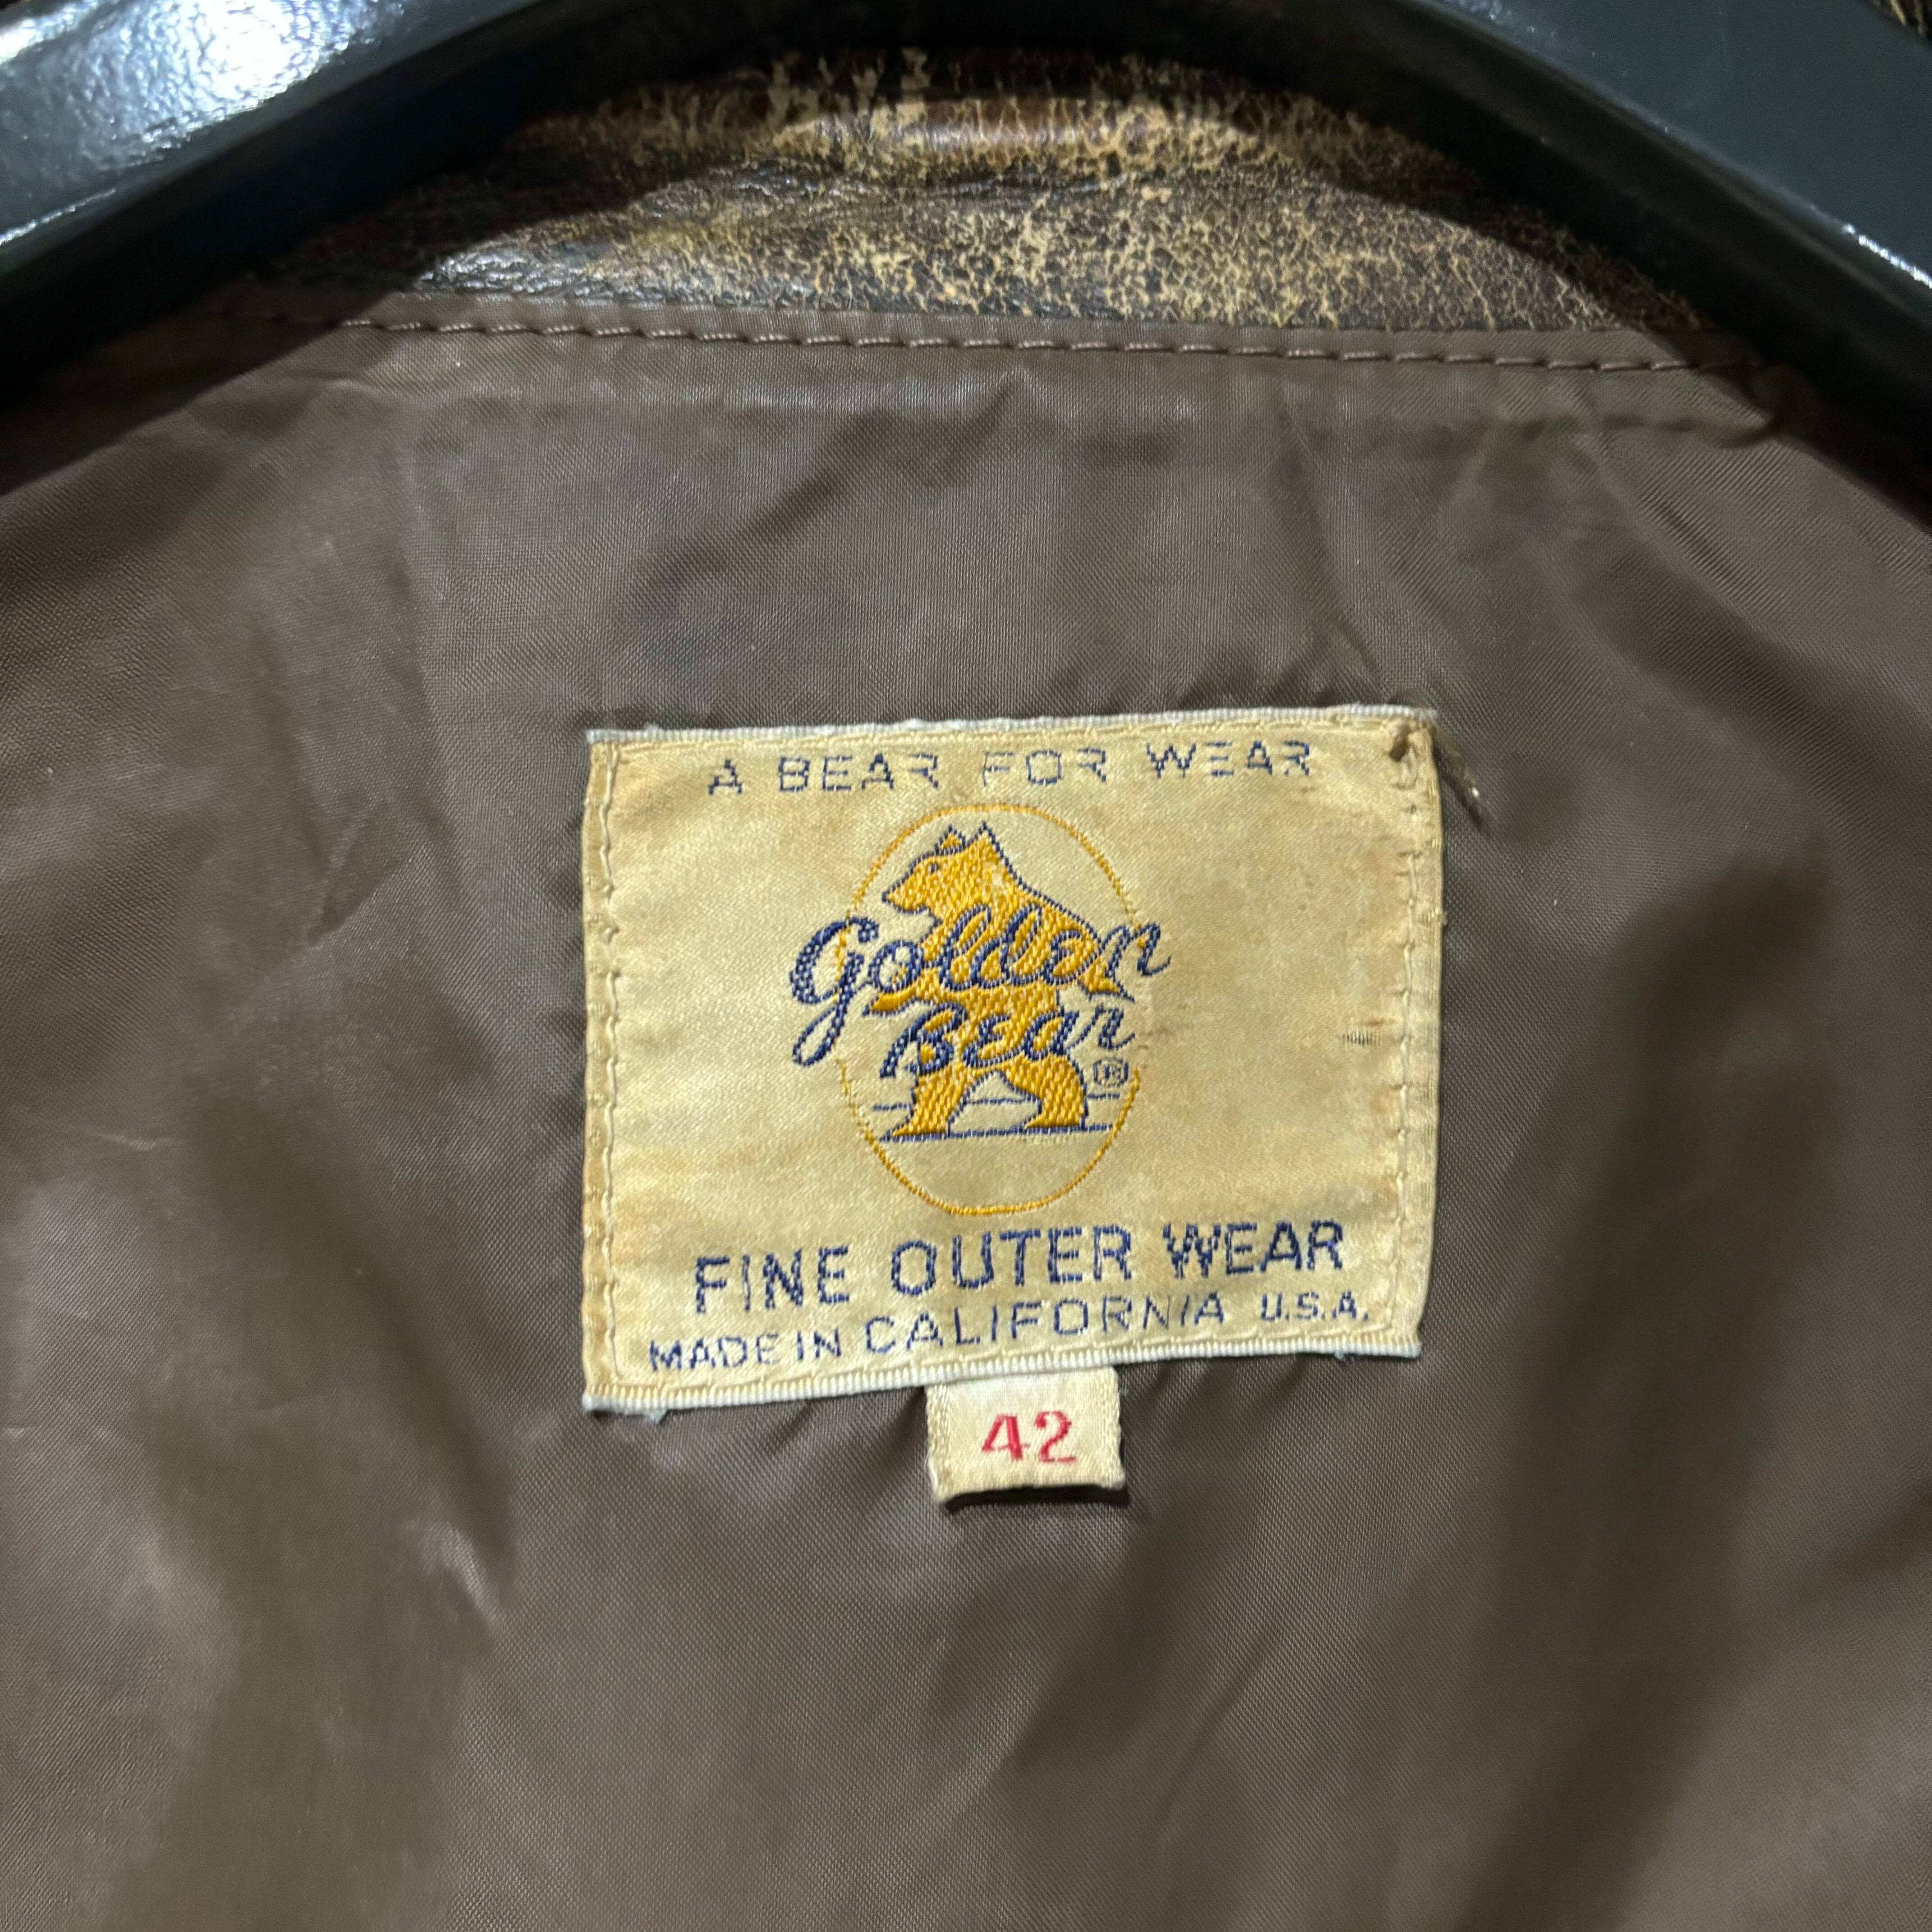 A BEAR FOR WEAR
Golden
Bear
®
FINE OUTER WEAR
MADE IN CALIFORNIA U.S.A.
42